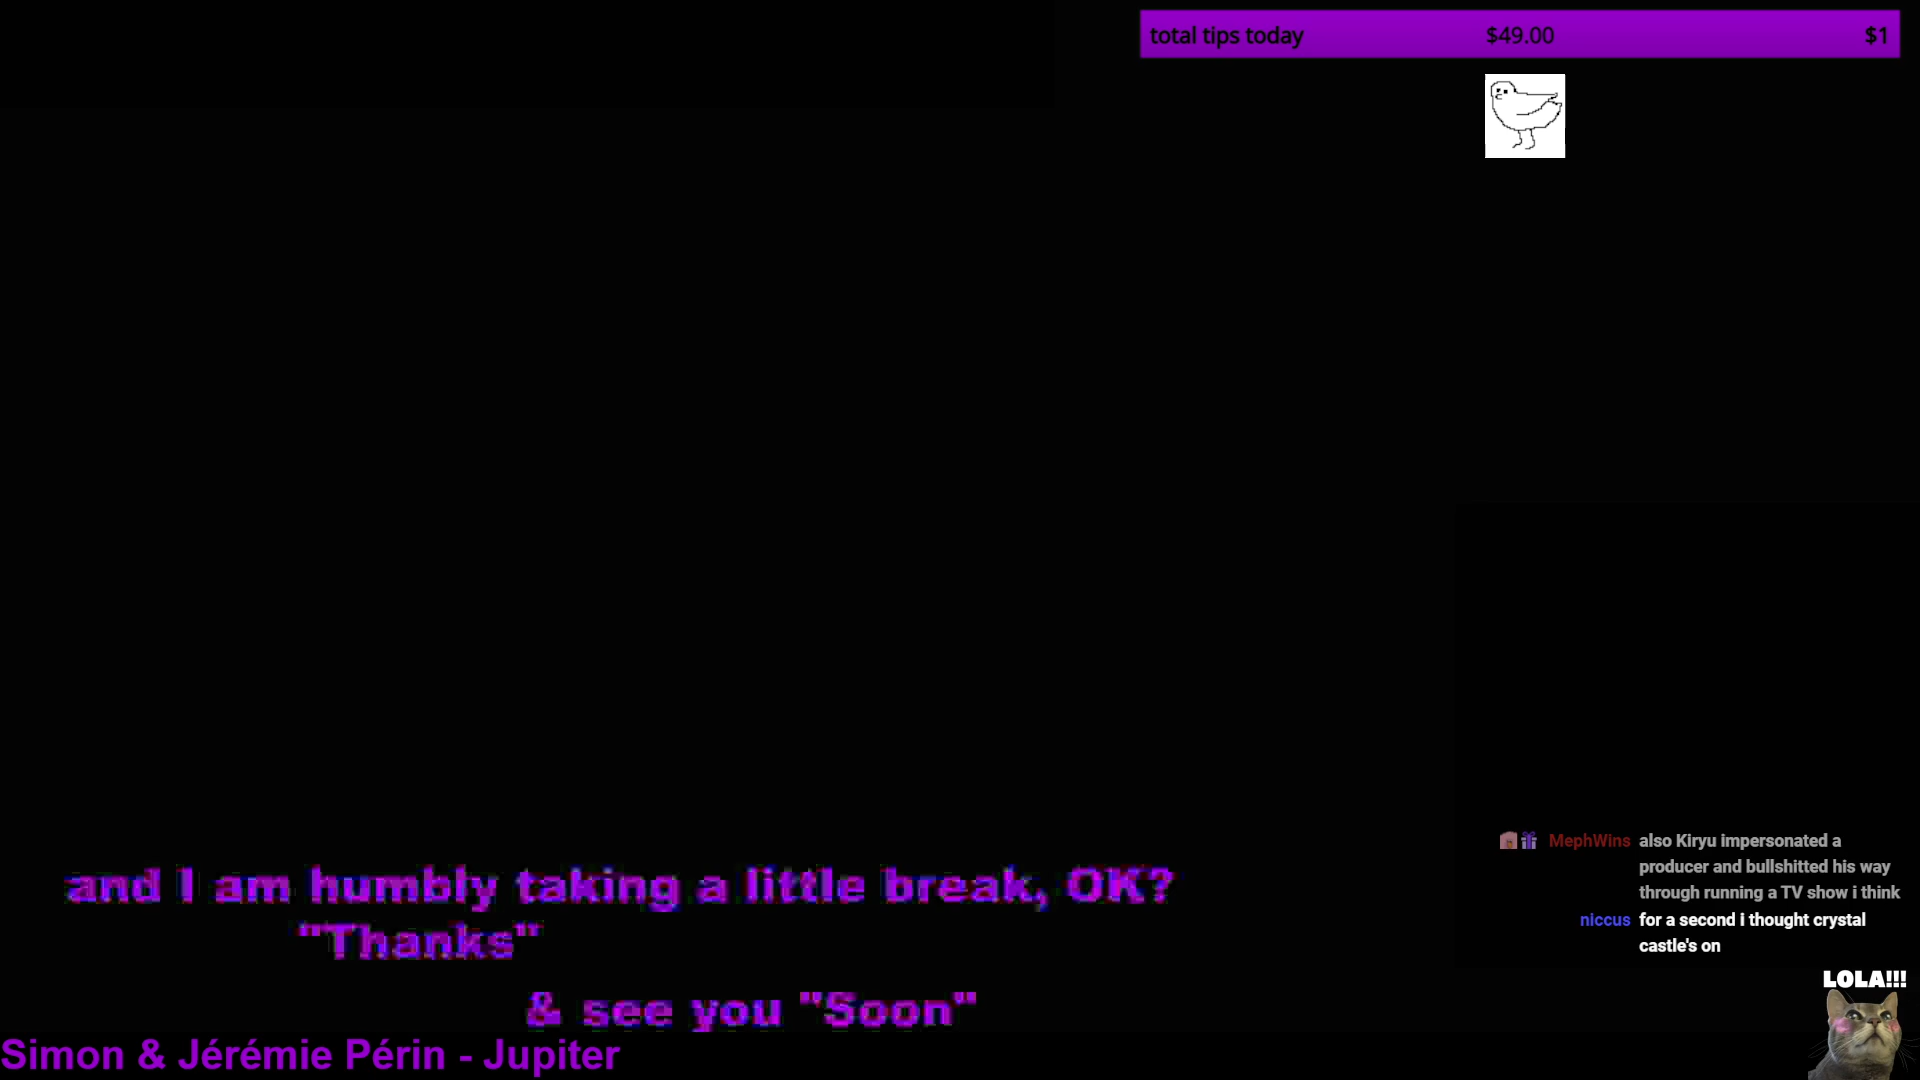 total tips today $49.00 $1
and I am humbly taking a little break, OK?
"Thanks"
& see you "Soon"
Simon & Jérémie Périn - Jupiter
MephWins also Kiryu impersonated a
producer and bullshitted his way
through running a TV show i think
niccus for a second i thought crystal
castle's on
LOLA!!!